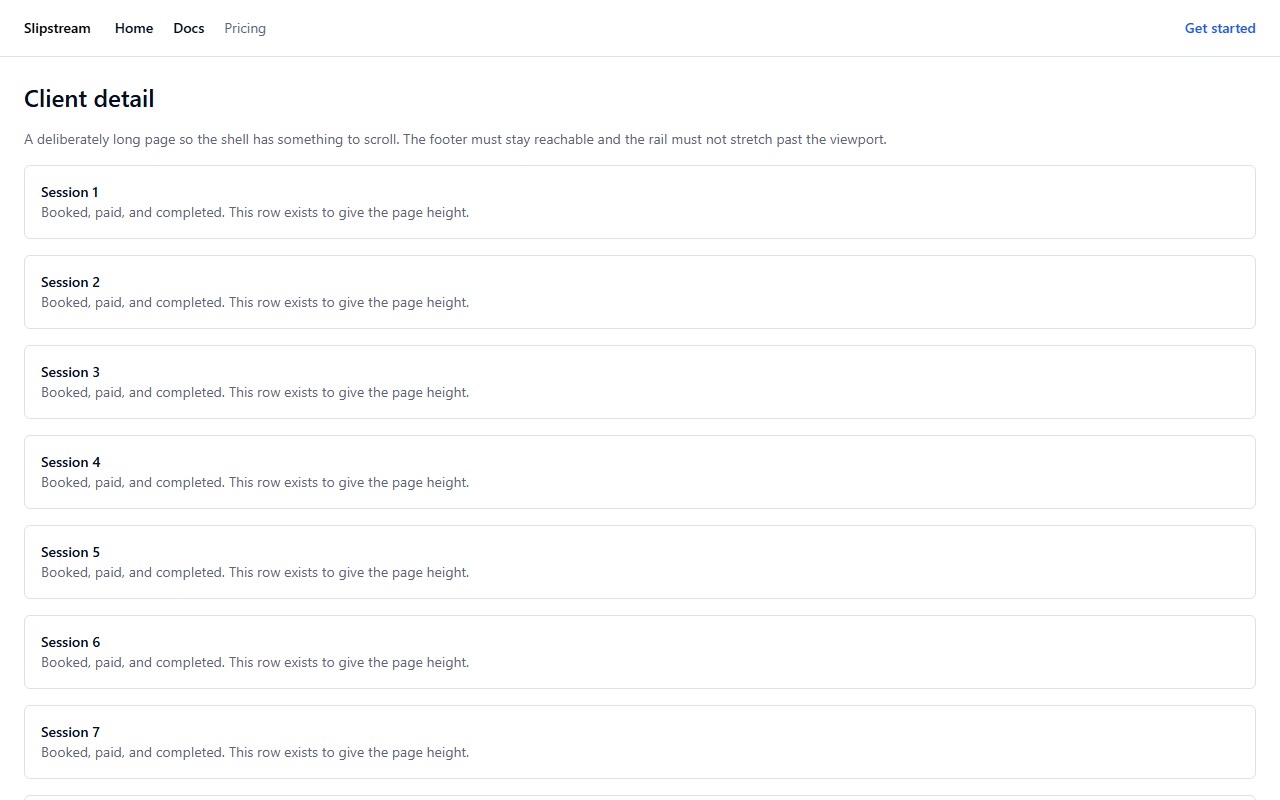 Slipstream Home Docs Pricing Get started
Client detail
A deliberately long page so the shell has something to scroll. The footer must stay reachable and the rail must not stretch past the viewport.
Session 1
Booked, paid, and completed. This row exists to give the page height.
Session 2
Booked, paid, and completed. This row exists to give the page height.
Session 3
Booked, paid, and completed. This row exists to give the page height.
Session 4
Booked, paid, and completed. This row exists to give the page height.
Session 5
Booked, paid, and completed. This row exists to give the page height.
Session 6
Booked, paid, and completed. This row exists to give the page height.
Session 7
Booked, paid, and completed. This row exists to give the page height.